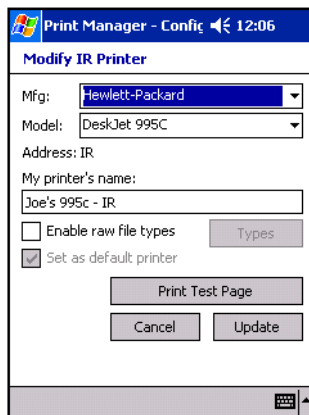 Print Manager - Config 12:06
Modify IR Printer
Mfg: Hewlett-Packard
Model: DeskJet 995C
Address: IR
My printer's name:
Joe's 995c - IR
Enable raw file types Types
Set as default printer
Print Test Page
Cancel Update